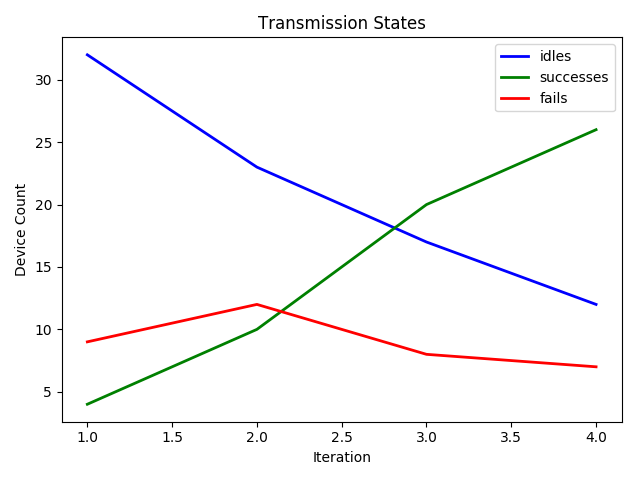 Transmission States
idles
successes
fails
30
25
20
15
10
5
Device Count
1.0 1.5 2.0 2.5 3.0 3.5 4.0
Iteration